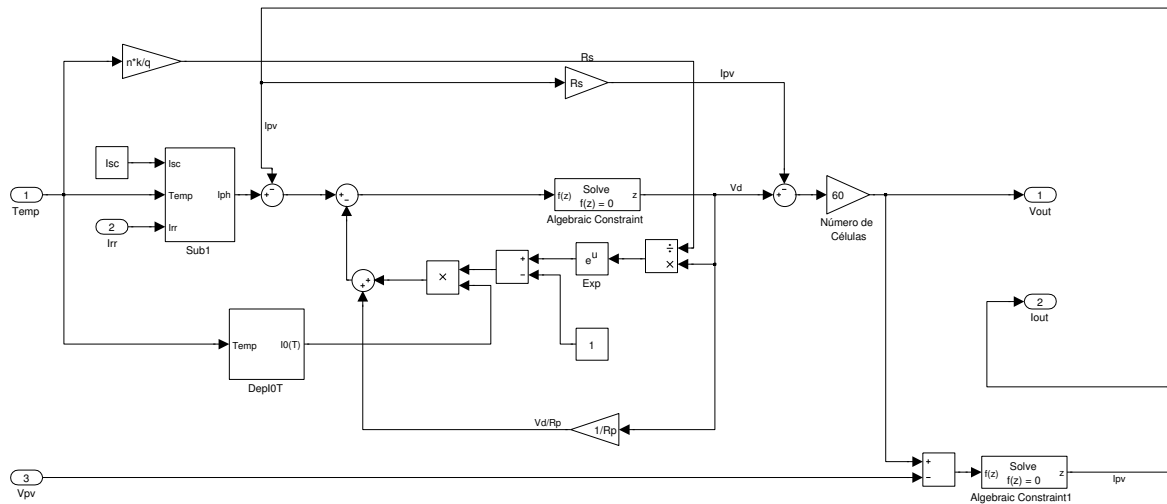 n*k/q
Rs
Rs
Ipv
Ipv
Isc
Isc
Temp
Irr
Iph
Sub1
1
Temp
2
Irr
+
-
+
-
f(z)
Solve
f(z) = 0
z
Algebraic Constraint
Vd
+
-
60
Número de
Células
1
Vout
÷
×
e^u
Exp
+
-
×
+
+
1
2
Iout
Temp
I0(T)
DepI0T
Vd/Rp
1/Rp
3
Vpv
+
-
f(z)
Solve
f(z) = 0
z
Algebraic Constraint1
Ipv